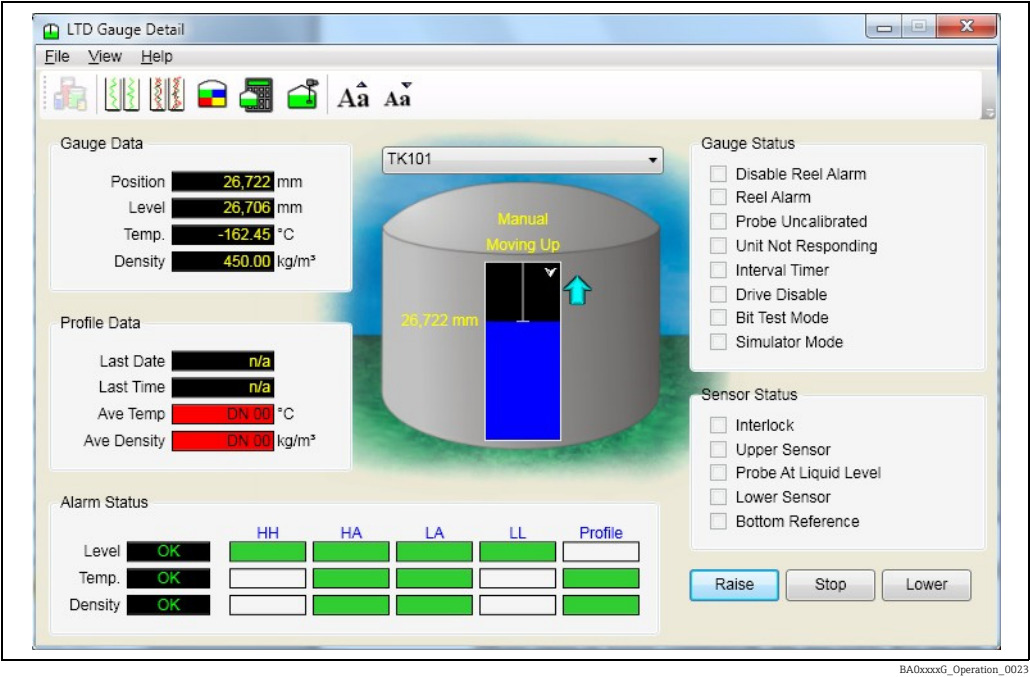 LTD Gauge Detail
File View Help
Aa Aa
Gauge Data
Position 26,722 mm
Level 26,706 mm
Temp. -162.45 °C
Density 450.00 kg/m³
Profile Data
Last Date n/a
Last Time n/a
Ave Temp DN 00 °C
Ave Density DN 00 kg/m³
TK101
Manual
Moving Up
26,722 mm
Gauge Status
Disable Reel Alarm
Reel Alarm
Probe Uncalibrated
Unit Not Responding
Interval Timer
Drive Disable
Bit Test Mode
Simulator Mode
Sensor Status
Interlock
Upper Sensor
Probe At Liquid Level
Lower Sensor
Bottom Reference
Alarm Status
HH HA LA LL Profile
Level OK
Temp. OK
Density OK
Raise Stop Lower
BA0xxxxG_Operation_0023